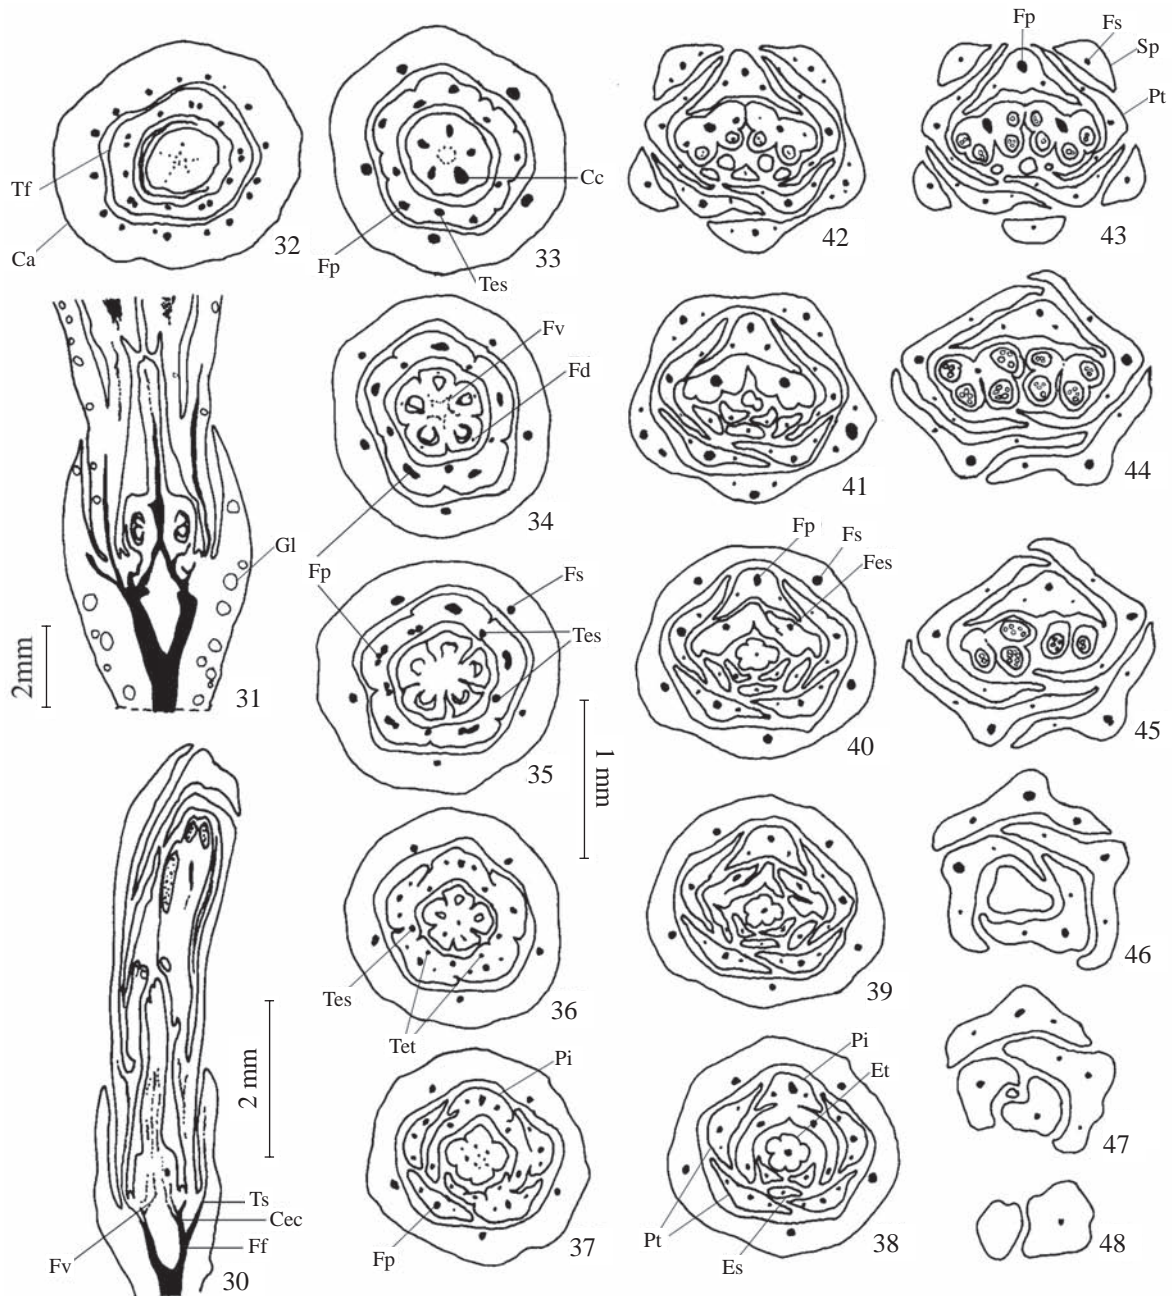 Fp
Fs
Sp
Pt
Tf
Ca
32
Cc
Fp
Tes
33
42
43
Fv
Fd
34
41
44
Gl
2mm
31
Fp
Fs
Tes
35
Fp
Fs
Fes
40
45
1 mm
Tes
Tet
36
39
46
2 mm
Ts
Cec
Ff
Fv
30
Pi
Fp
37
Pi
Et
Pt
Es
38
47
48